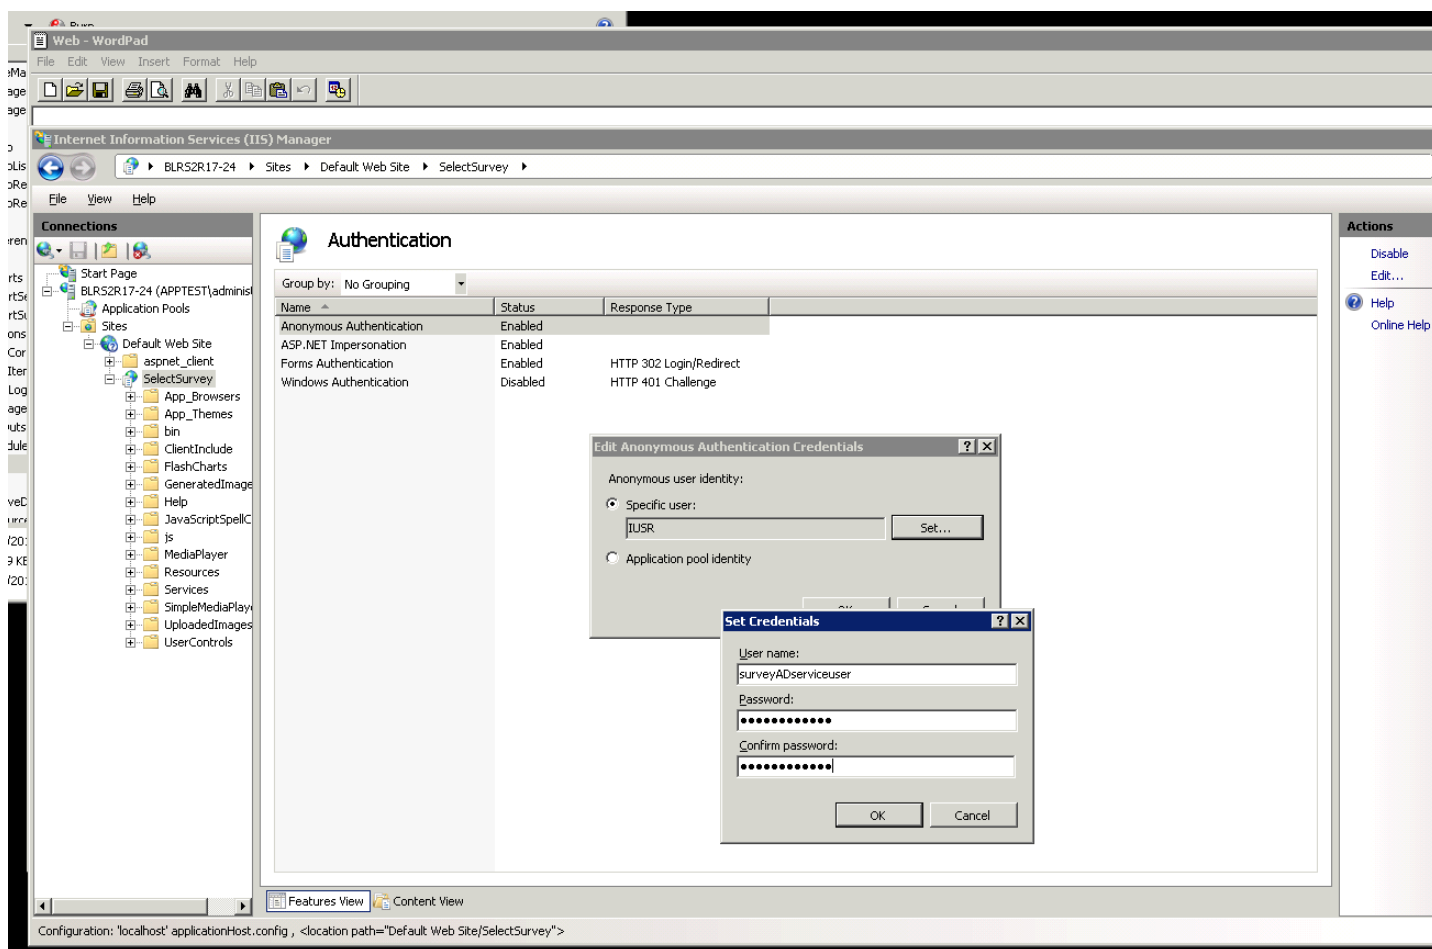 Web - WordPad
File Edit View Insert Format Help
Internet Information Services (IIS) Manager
BLRS2R17-24 Sites Default Web Site SelectSurvey
File View Help
Connections
Start Page
BLRS2R17-24 (APPTEST\adminis
Application Pools
Sites
Default Web Site
aspnet_client
SelectSurvey
App_Browsers
App_Themes
bin
ClientInclude
FlashCharts
GeneratedImage
Help
JavaScriptSpellC
js
MediaPlayer
Resources
Services
SimpleMediaPlay
UploadedImages
UserControls
Authentication
Group by: No Grouping
Name Status Response Type
Anonymous Authentication Enabled
ASP.NET Impersonation Enabled
Forms Authentication Enabled HTTP 302 Login/Redirect
Windows Authentication Disabled HTTP 401 Challenge
Edit Anonymous Authentication Credentials
Anonymous user identity:
Specific user:
IUSR Set...
Application pool identity
Set Credentials
User name:
surveyADserviceuser
Password:
●●●●●●●●●●●●
Confirm password:
●●●●●●●●●●●●
OK Cancel
Actions
Disable
Edit...
Help
Online Help
Features View Content View
Configuration: 'localhost' applicationHost.config , <location path="Default Web Site/SelectSurvey">